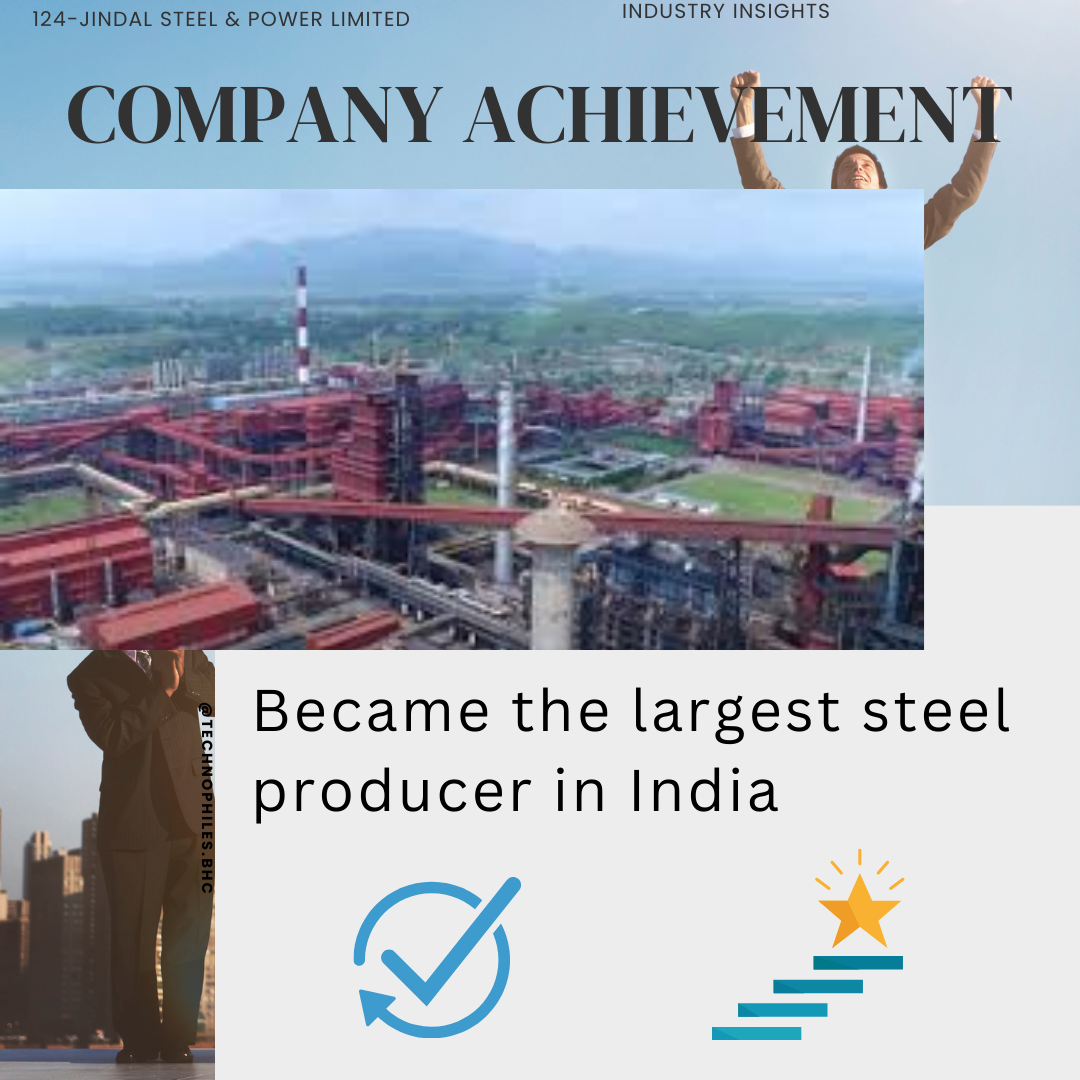 124-JINDAL STEEL & POWER LIMITED
INDUSTRY INSIGHTS
COMPANY ACHIEVEMENT
Became the largest steel
producer in India
@TECHNOPHILES.BHC